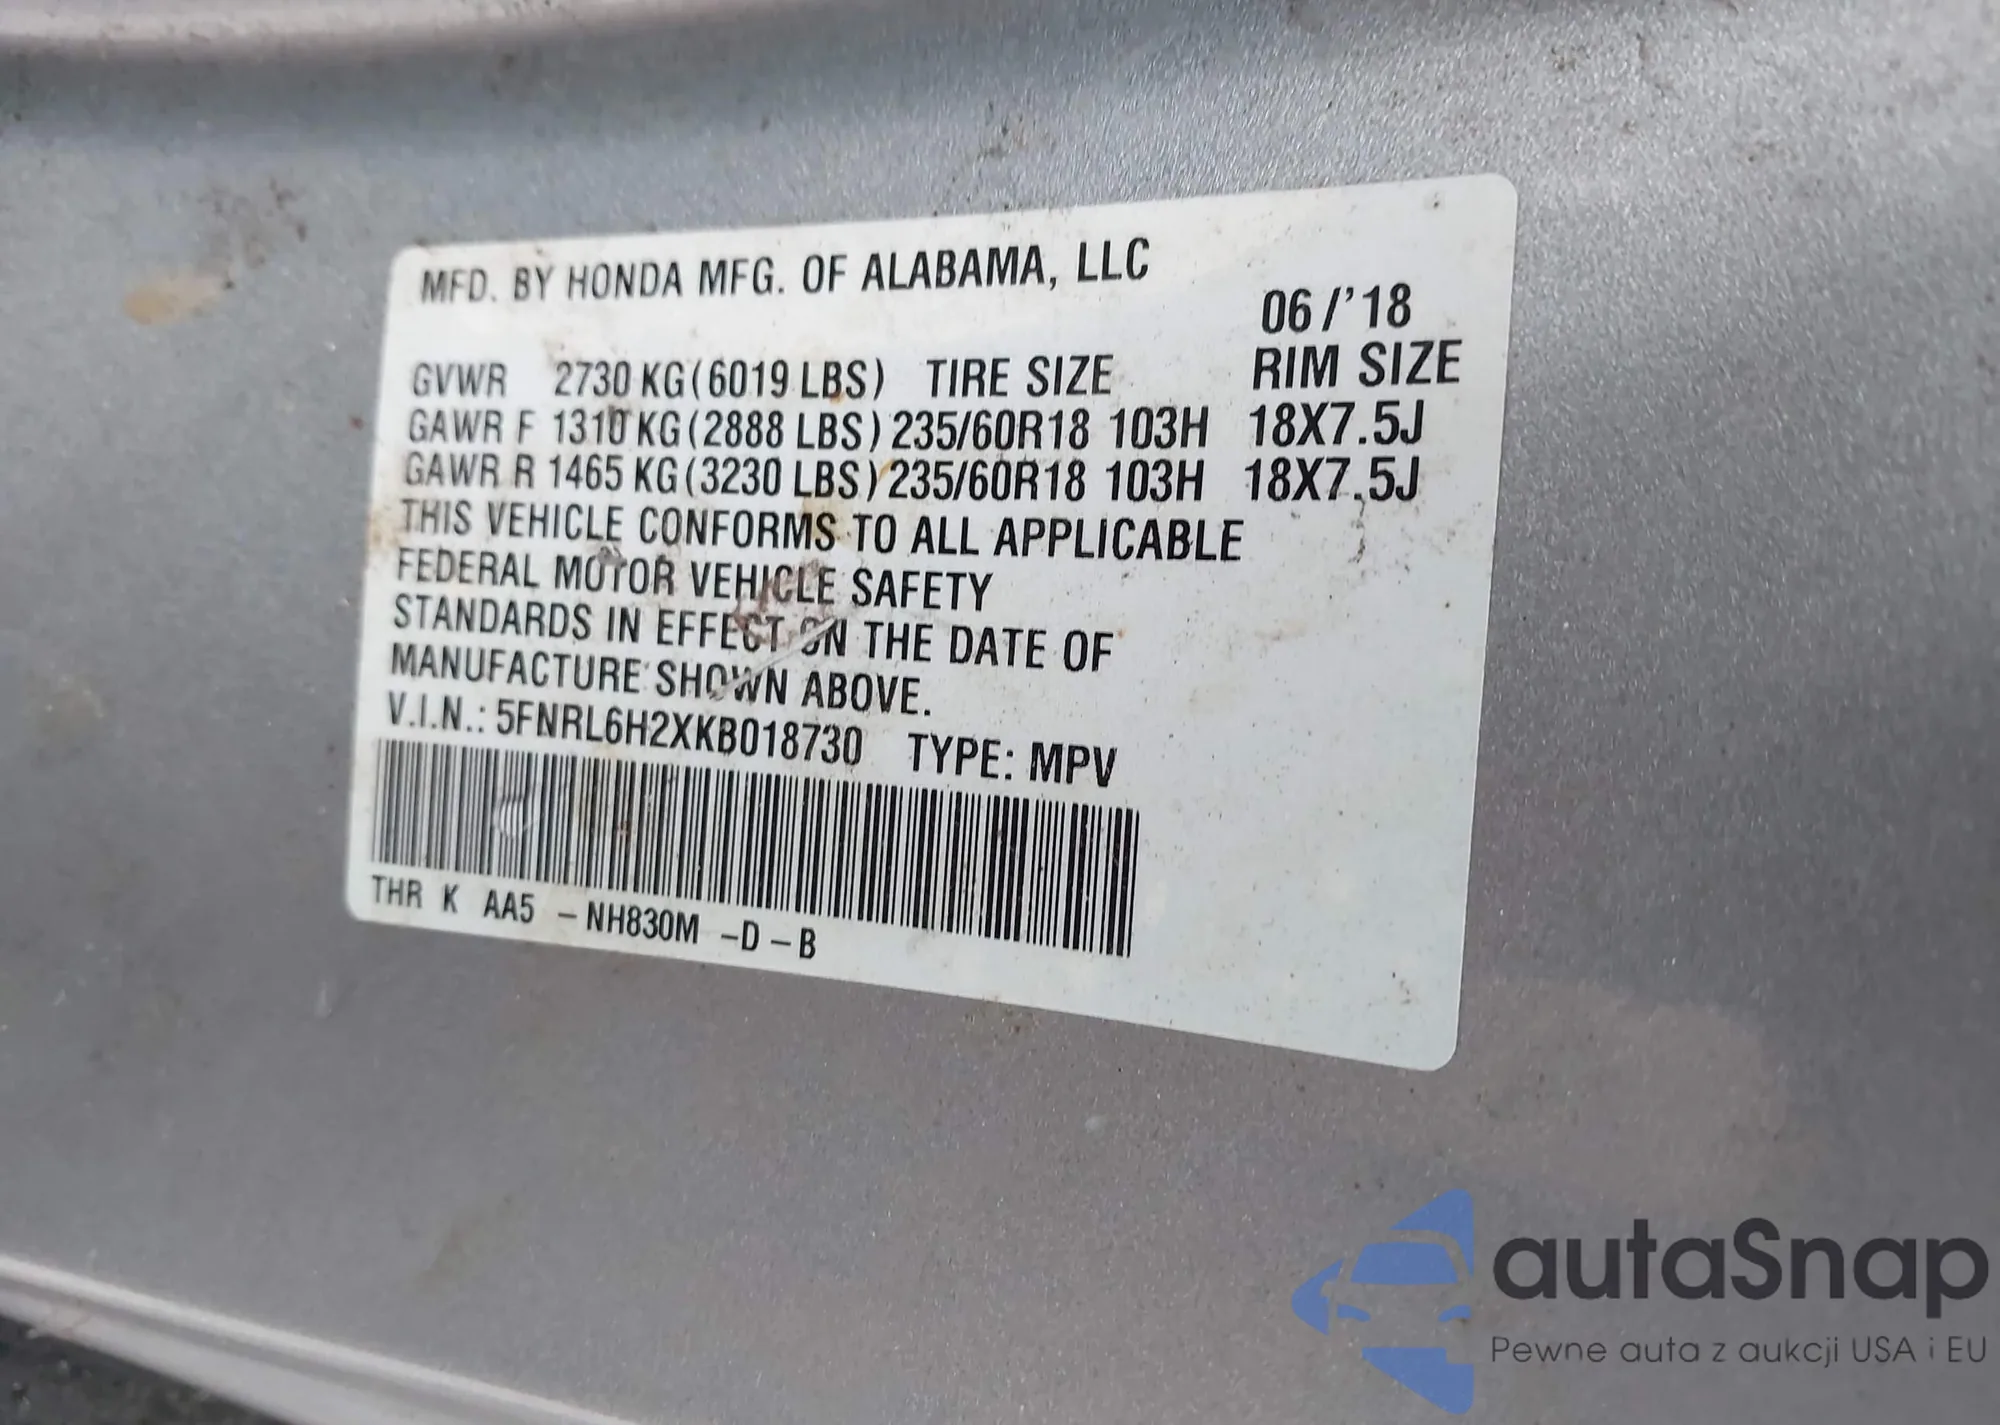 MFD. BY HONDA MFG. OF ALABAMA, LLC
06/'18
GVWR 2730 KG (6019 LBS) TIRE SIZE RIM SIZE
GAWR F 1310 KG (2888 LBS) 235/60R18 103H 18X7.5J
GAWR R 1465 KG (3230 LBS) 235/60R18 103H 18X7.5J
THIS VEHICLE CONFORMS TO ALL APPLICABLE
FEDERAL MOTOR VEHICLE SAFETY
STANDARDS IN EFFECT ON THE DATE OF
MANUFACTURE SHOWN ABOVE.
V.I.N.: 5FNRL6H2XKB018730 TYPE: MPV
THR K AA5 -NH830M -D-B
autaSnap
Pewne auta z aukcji USA i EU